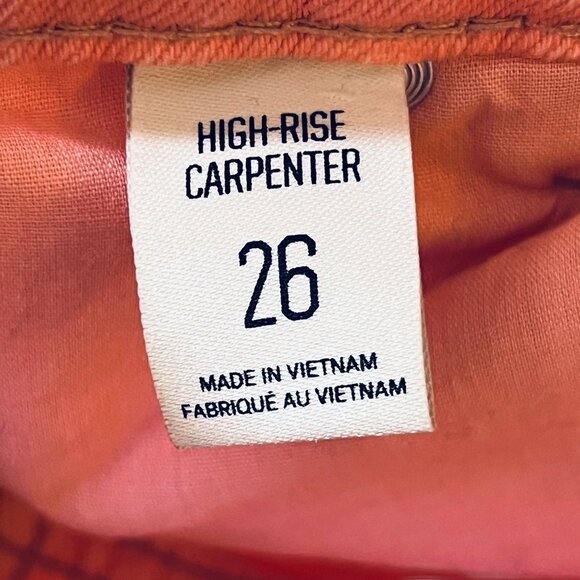 HIGH-RISE
CARPENTER
26
MADE IN VIETNAM
FABRIQUÉ AU VIETNAM